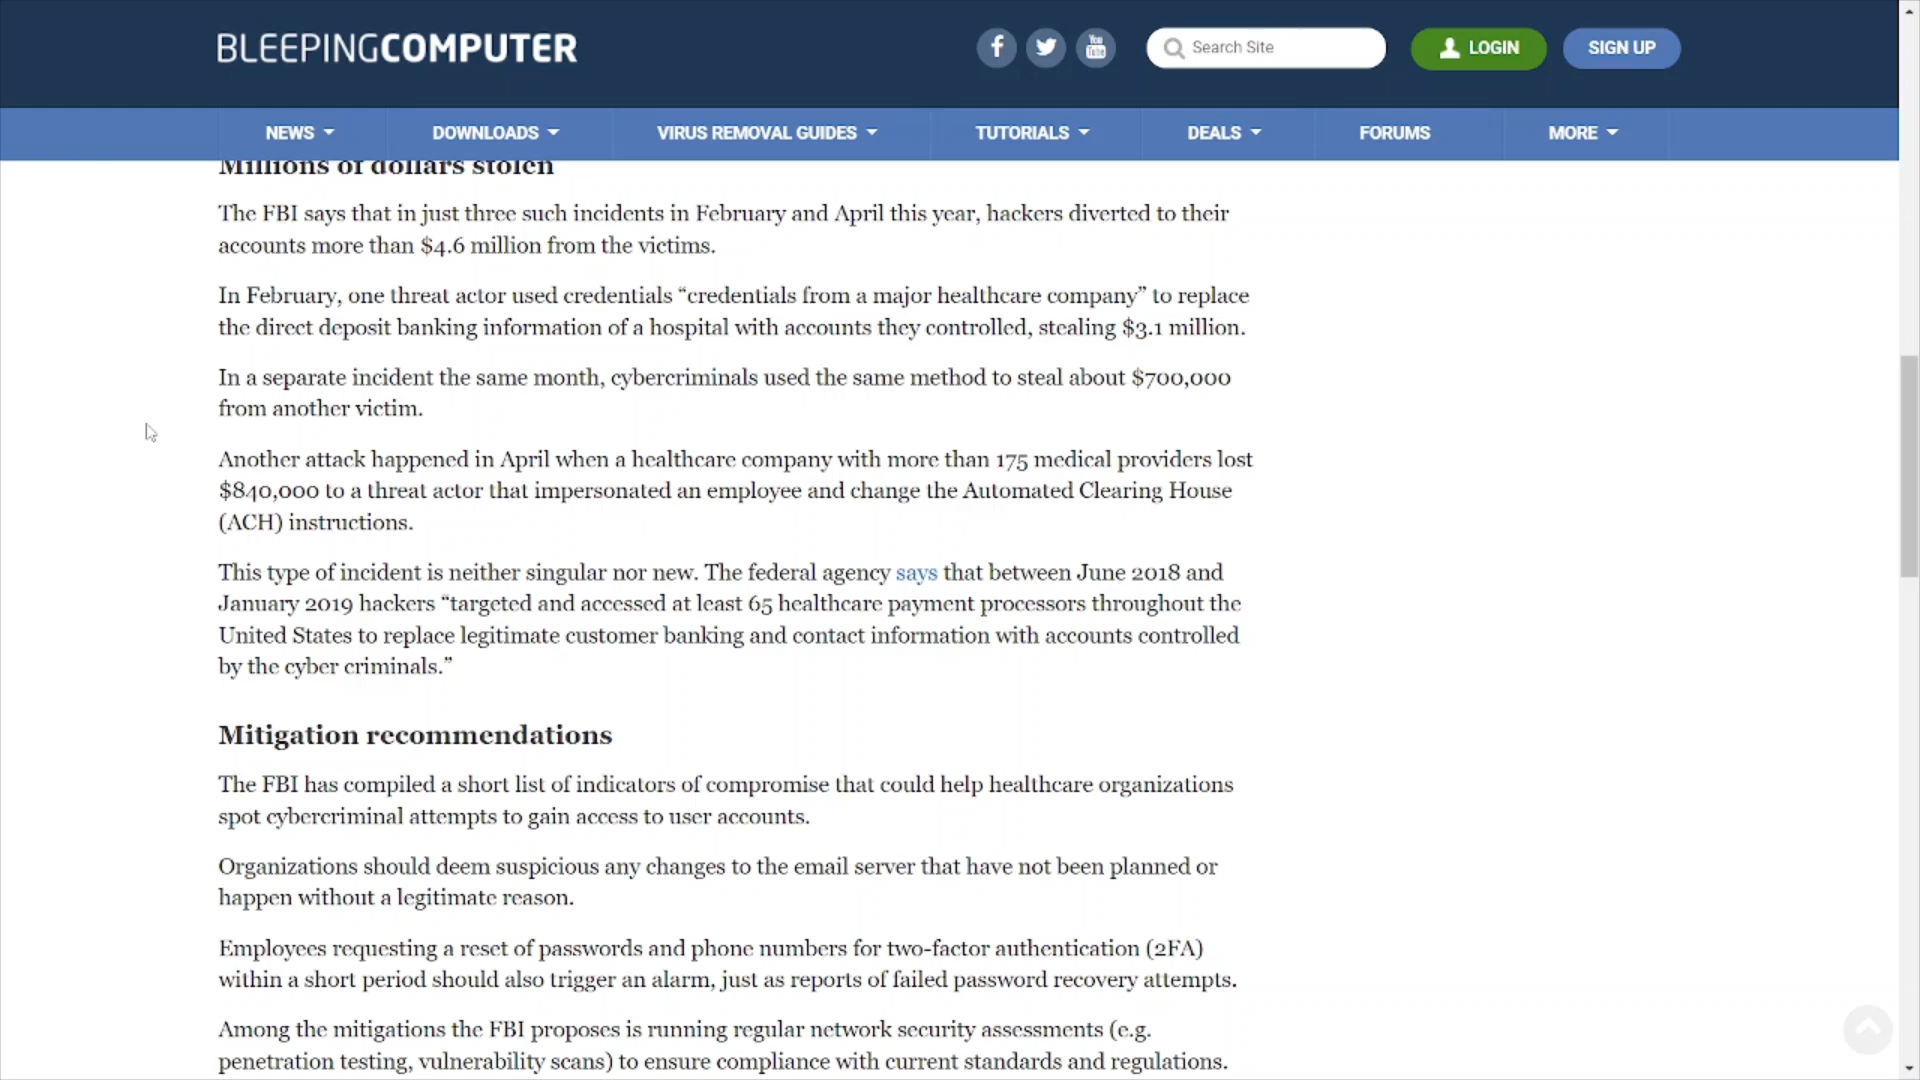 BLEEPINGCOMPUTER
Search Site
LOGIN
SIGN UP
NEWS
DOWNLOADS
VIRUS REMOVAL GUIDES
TUTORIALS
DEALS
FORUMS
MORE
Millions of dollars stolen
The FBI says that in just three such incidents in February and April this year, hackers diverted to their
accounts more than $4.6 million from the victims.
In February, one threat actor used credentials “credentials from a major healthcare company” to replace
the direct deposit banking information of a hospital with accounts they controlled, stealing $3.1 million.
In a separate incident the same month, cybercriminals used the same method to steal about $700,000
from another victim.
Another attack happened in April when a healthcare company with more than 175 medical providers lost
$840,000 to a threat actor that impersonated an employee and change the Automated Clearing House
(ACH) instructions.
This type of incident is neither singular nor new. The federal agency says that between June 2018 and
January 2019 hackers “targeted and accessed at least 65 healthcare payment processors throughout the
United States to replace legitimate customer banking and contact information with accounts controlled
by the cyber criminals.”
Mitigation recommendations
The FBI has compiled a short list of indicators of compromise that could help healthcare organizations
spot cybercriminal attempts to gain access to user accounts.
Organizations should deem suspicious any changes to the email server that have not been planned or
happen without a legitimate reason.
Employees requesting a reset of passwords and phone numbers for two-factor authentication (2FA)
within a short period should also trigger an alarm, just as reports of failed password recovery attempts.
Among the mitigations the FBI proposes is running regular network security assessments (e.g.
penetration testing, vulnerability scans) to ensure compliance with current standards and regulations.